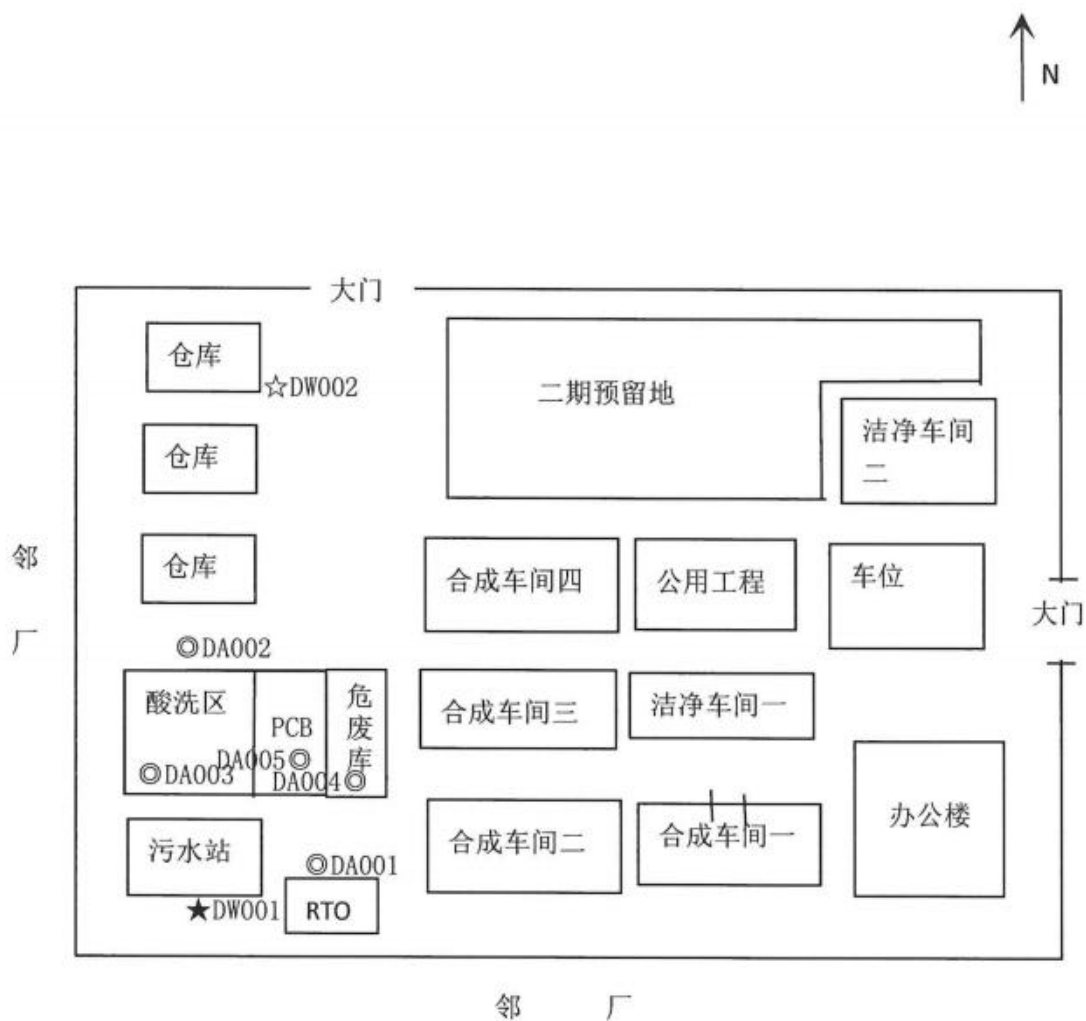 N
大门
仓库
☆DW002
二期预留地
洁净车间
二
仓库
邻
厂
仓库
合成车间四
公用工程
车位
大门
◎DA002
酸洗区
PCB
危
废
库
合成车间三
洁净车间一
DA005◎
◎DA003
DA004◎
污水站
◎DA001
合成车间二
合成车间一
办公楼
★DW001
RTO
邻 厂